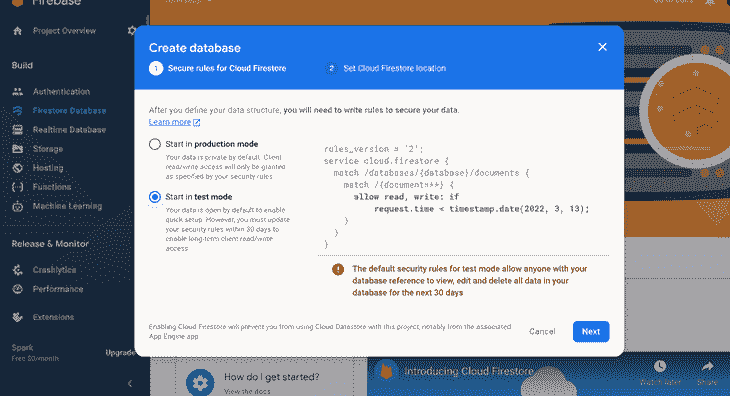 Firebase
Project Overview
Build
Authentication
Firestore Database
Realtime Database
Storage
Hosting
Functions
Machine Learning
Release & Monitor
Crashlytics
Performance
Extensions
Spark
Free $0/month
Upgrade
Create database
1 Secure rules for Cloud Firestore
2 Set Cloud Firestore location
After you define your data structure, you will need to write rules to secure your data.
Learn more
Start in production mode
Your data is private by default. Client
read/write access will only be granted
as specified by your security rules
Start in test mode
Your data is open by default to enable
quick setup. However, you must update
your security rules within 30 days to
enable long-term client read/write
access
rules_version = '2';
service cloud.firestore {
match /databases/{database}/documents {
match /{document=**} {
allow read, write: if
request.time < timestamp.date(2022, 3, 13);
}
}
}
The default security rules for test mode allow anyone with your
database reference to view, edit and delete all data in your
database for the next 30 days
Enabling Cloud Firestore will prevent you from using Cloud Datastore with this project, notably from the associated
App Engine app
Cancel
Next
How do I get started?
View the docs
Introducing Cloud Firestore
Watch later
Share